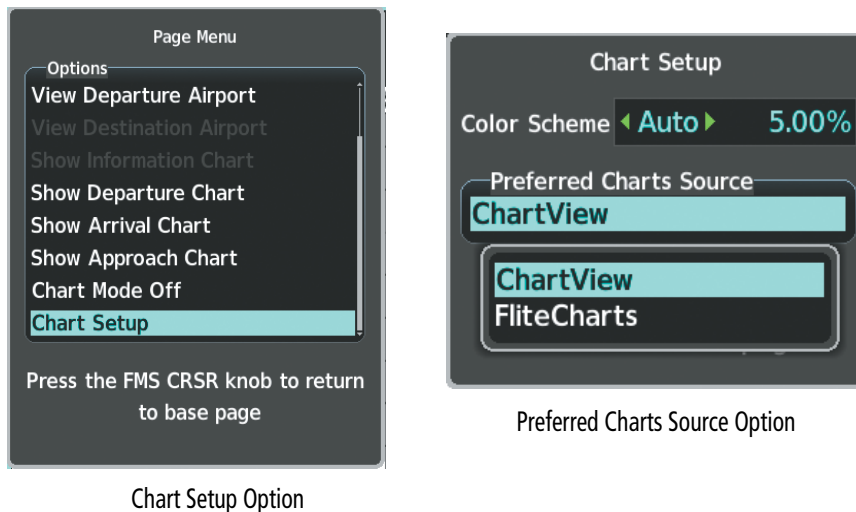 Page Menu
Options
View Departure Airport
View Destination Airport
Show Information Chart
Show Departure Chart
Show Arrival Chart
Show Approach Chart
Chart Mode Off
Chart Setup
Press the FMS CRSR knob to return
to base page
Chart Setup Option
Chart Setup
Color Scheme Auto 5.00%
Preferred Charts Source
ChartView
ChartView
FliteCharts
Preferred Charts Source Option